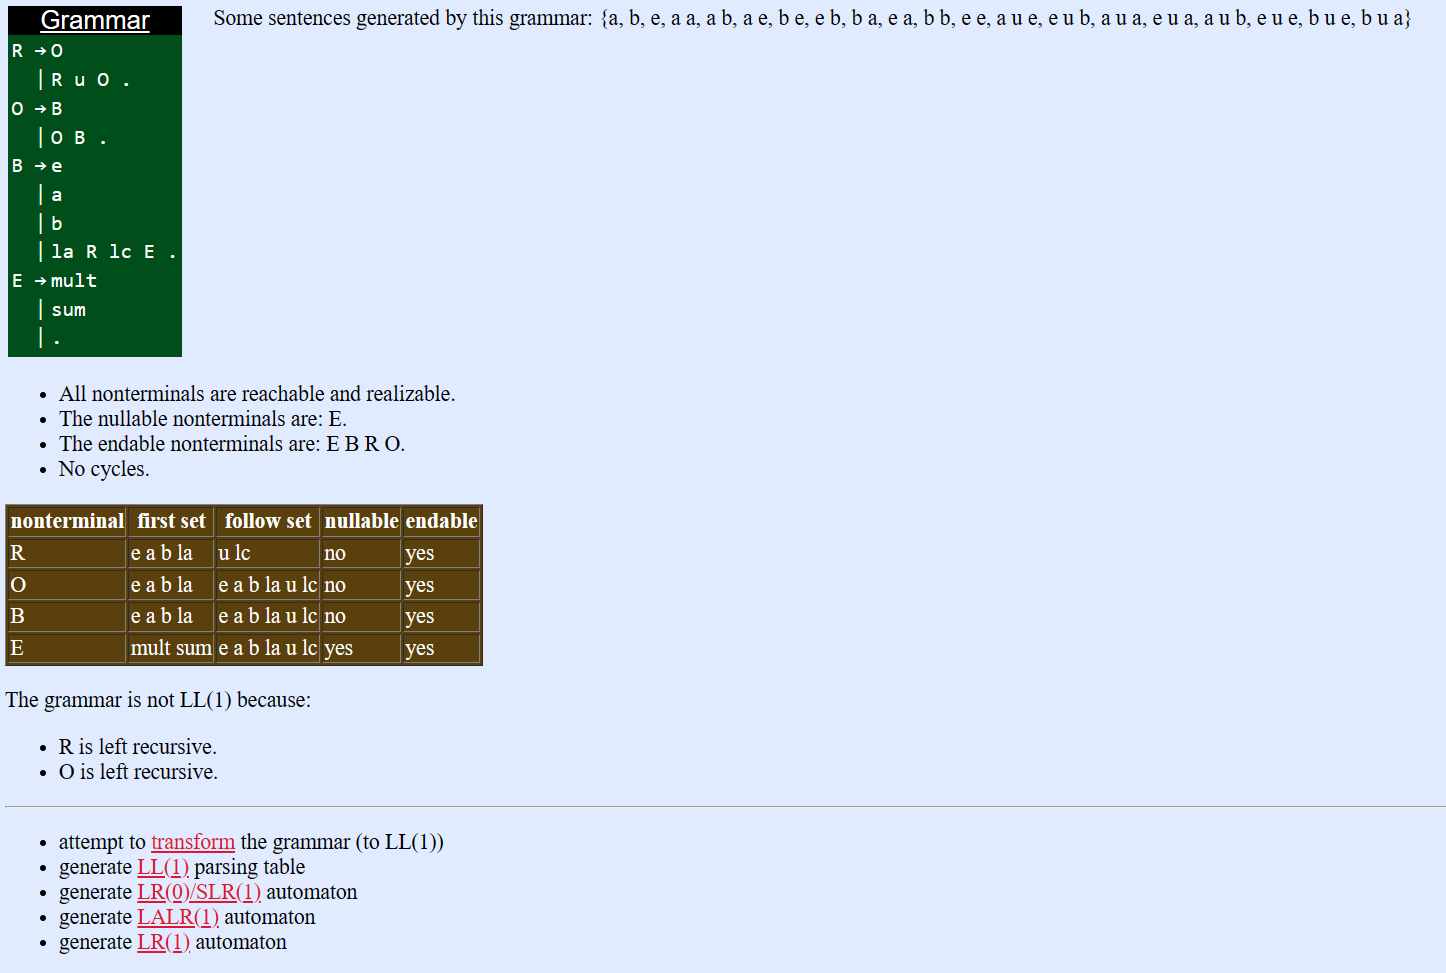 Grammar
Some sentences generated by this grammar: {a, b, e, a a, a b, a e, b e, e b, b a, e a, b b, e e, a u e, e u b, a u a, e u a, a u b, e u e, b u e, b u a}
R → O
| R u O .
O → B
| O B .
B → e
| a
| b
| la R lc E .
E → mult
| sum
| .
• All nonterminals are reachable and realizable.
• The nullable nonterminals are: E.
• The endable nonterminals are: E B R O.
• No cycles.
nonterminal first set follow set nullable endable
R e a b la u lc no yes
O e a b la e a b la u lc no yes
B e a b la e a b la u lc no yes
E mult sum e a b la u lc yes yes
The grammar is not LL(1) because:
• R is left recursive.
• O is left recursive.
• attempt to transform the grammar (to LL(1))
• generate LL(1) parsing table
• generate LR(0)/SLR(1) automaton
• generate LALR(1) automaton
• generate LR(1) automaton